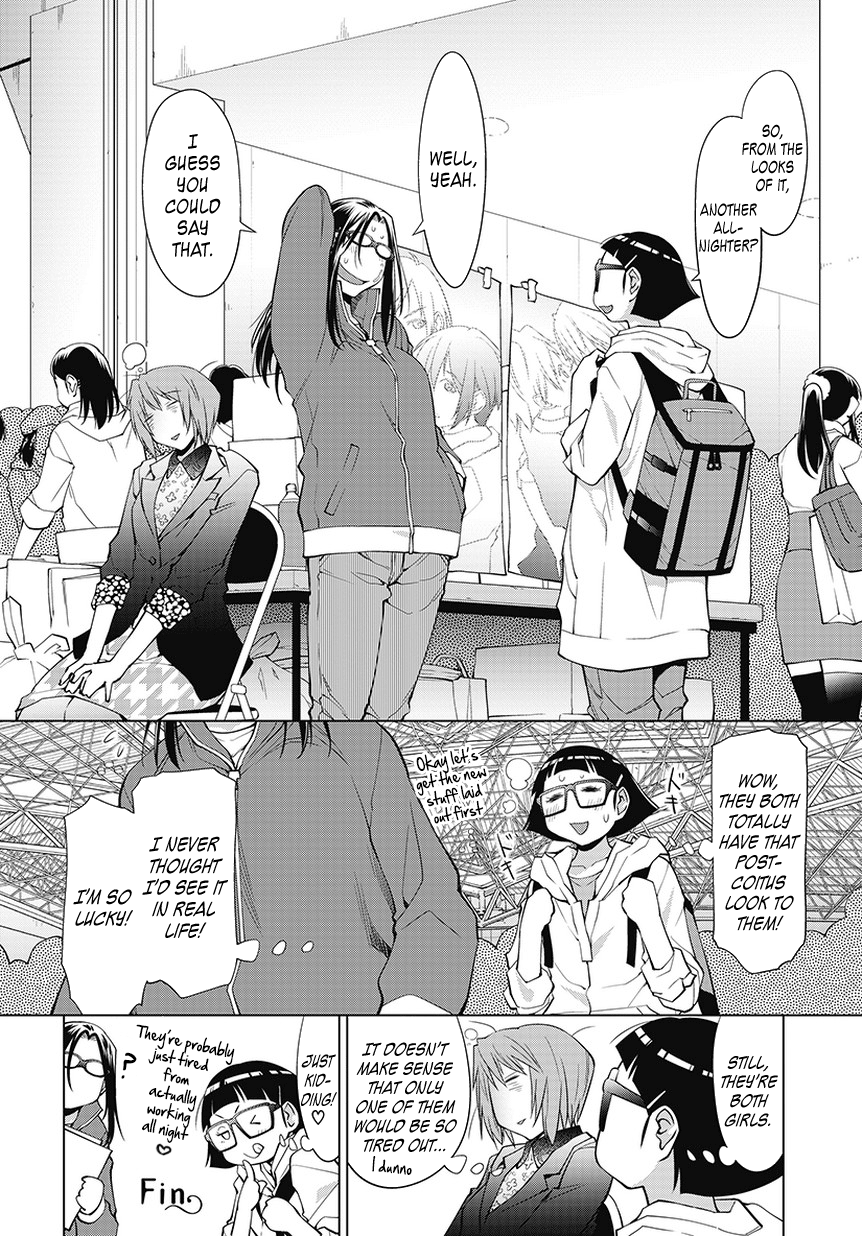 SO,
FROM THE
LOOKS
OF IT,
ANOTHER
ALL-
NIGHTER?
WELL,
YEAH.
I
GUESS
YOU
COULD
SAY
THAT.
WOW,
THEY BOTH
TOTALLY
HAVE THAT
POST-
COITUS
LOOK TO
THEM!
ドキ
ドキ
Okay let's
get the new
stuff laid
out first
I NEVER
THOUGHT
I'D SEE IT
IN REAL
LIFE!
I'M SO
LUCKY!
STILL,
THEY'RE
BOTH
GIRLS.
IT DOESN'T
MAKE SENSE
THAT ONLY
ONE OF THEM
WOULD BE SO
TIRED OUT...
I dunno
JUST
KID-
DING!
♡
They're probably
just tired
from
actually
working
all night
♡
?
Fin